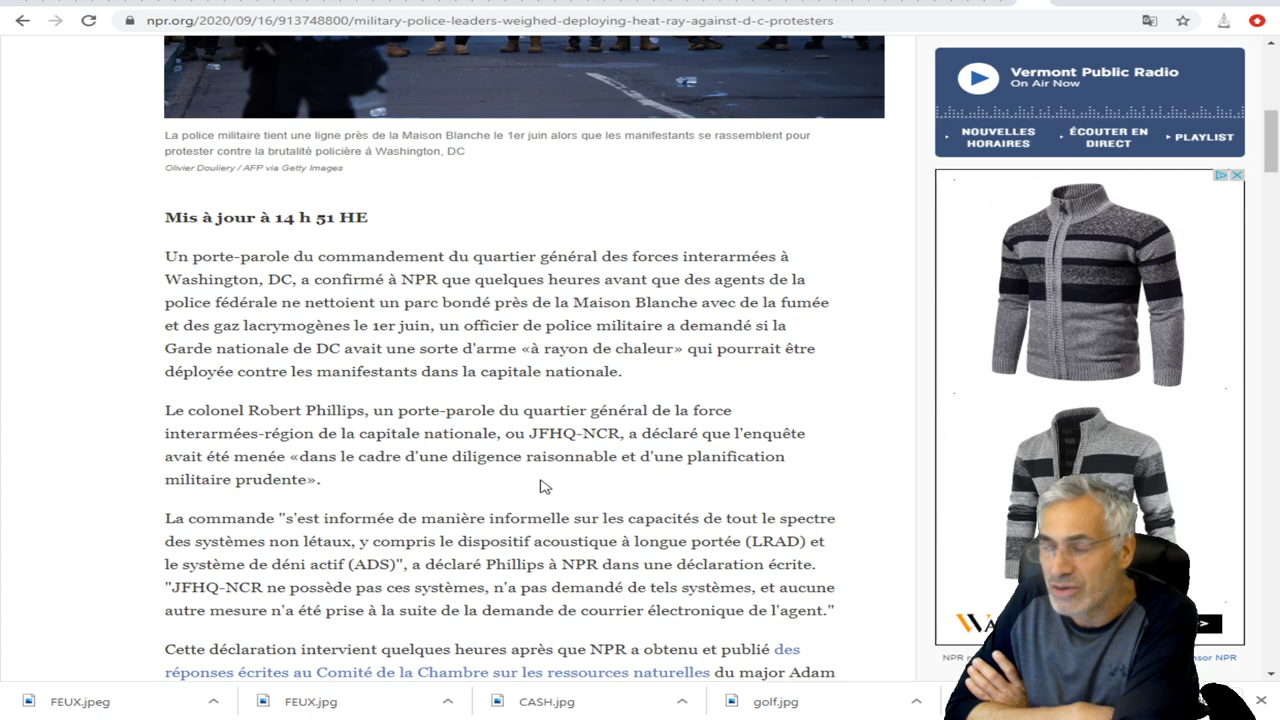 npr.org/2020/09/16/913748800/military-police-leaders-weighed-deploying-heat-ray-against-d-c-protesters
La police militaire tient une ligne près de la Maison Blanche le 1er juin alors que les manifestants se rassemblent pour
protester contre la brutalité policière à Washington, DC
Olivier Douliery / AFP via Getty Images
Mis à jour à 14 h 51 HE
Un porte-parole du commandement du quartier général des forces interarmées à
Washington, DC, a confirmé à NPR que quelques heures avant que des agents de la
police fédérale ne nettoient un parc bondé près de la Maison Blanche avec de la fumée
et des gaz lacrymogènes le 1er juin, un officier de police militaire a demandé si la
Garde nationale de DC avait une sorte d'arme «à rayon de chaleur» qui pourrait être
déployée contre les manifestants dans la capitale nationale.
Le colonel Robert Phillips, un porte-parole du quartier général de la force
interarmées-région de la capitale nationale, ou JFHQ-NCR, a déclaré que l'enquête
avait été menée «dans le cadre d'une diligence raisonnable et d'une planification
militaire prudente».
La commande "s'est informée de manière informelle sur les capacités de tout le spectre
des systèmes non létaux, y compris le dispositif acoustique à longue portée (LRAD) et
le système de déni actif (ADS)", a déclaré Phillips à NPR dans une déclaration écrite.
"JFHQ-NCR ne possède pas ces systèmes, n'a pas demandé de tels systèmes, et aucune
autre mesure n'a été prise à la suite de la demande de courrier électronique de l'agent."
Cette déclaration intervient quelques heures après que NPR a obtenu et publié des
réponses écrites au Comité de la Chambre sur les ressources naturelles du major Adam
Vermont Public Radio
On Air Now
NOUVELLES
HORAIRES
ÉCOUTER EN
DIRECT
PLAYLIST
NPR
sor NPR
FEUX.jpeg
FEUX.jpg
CASH.jpg
golf.jpg